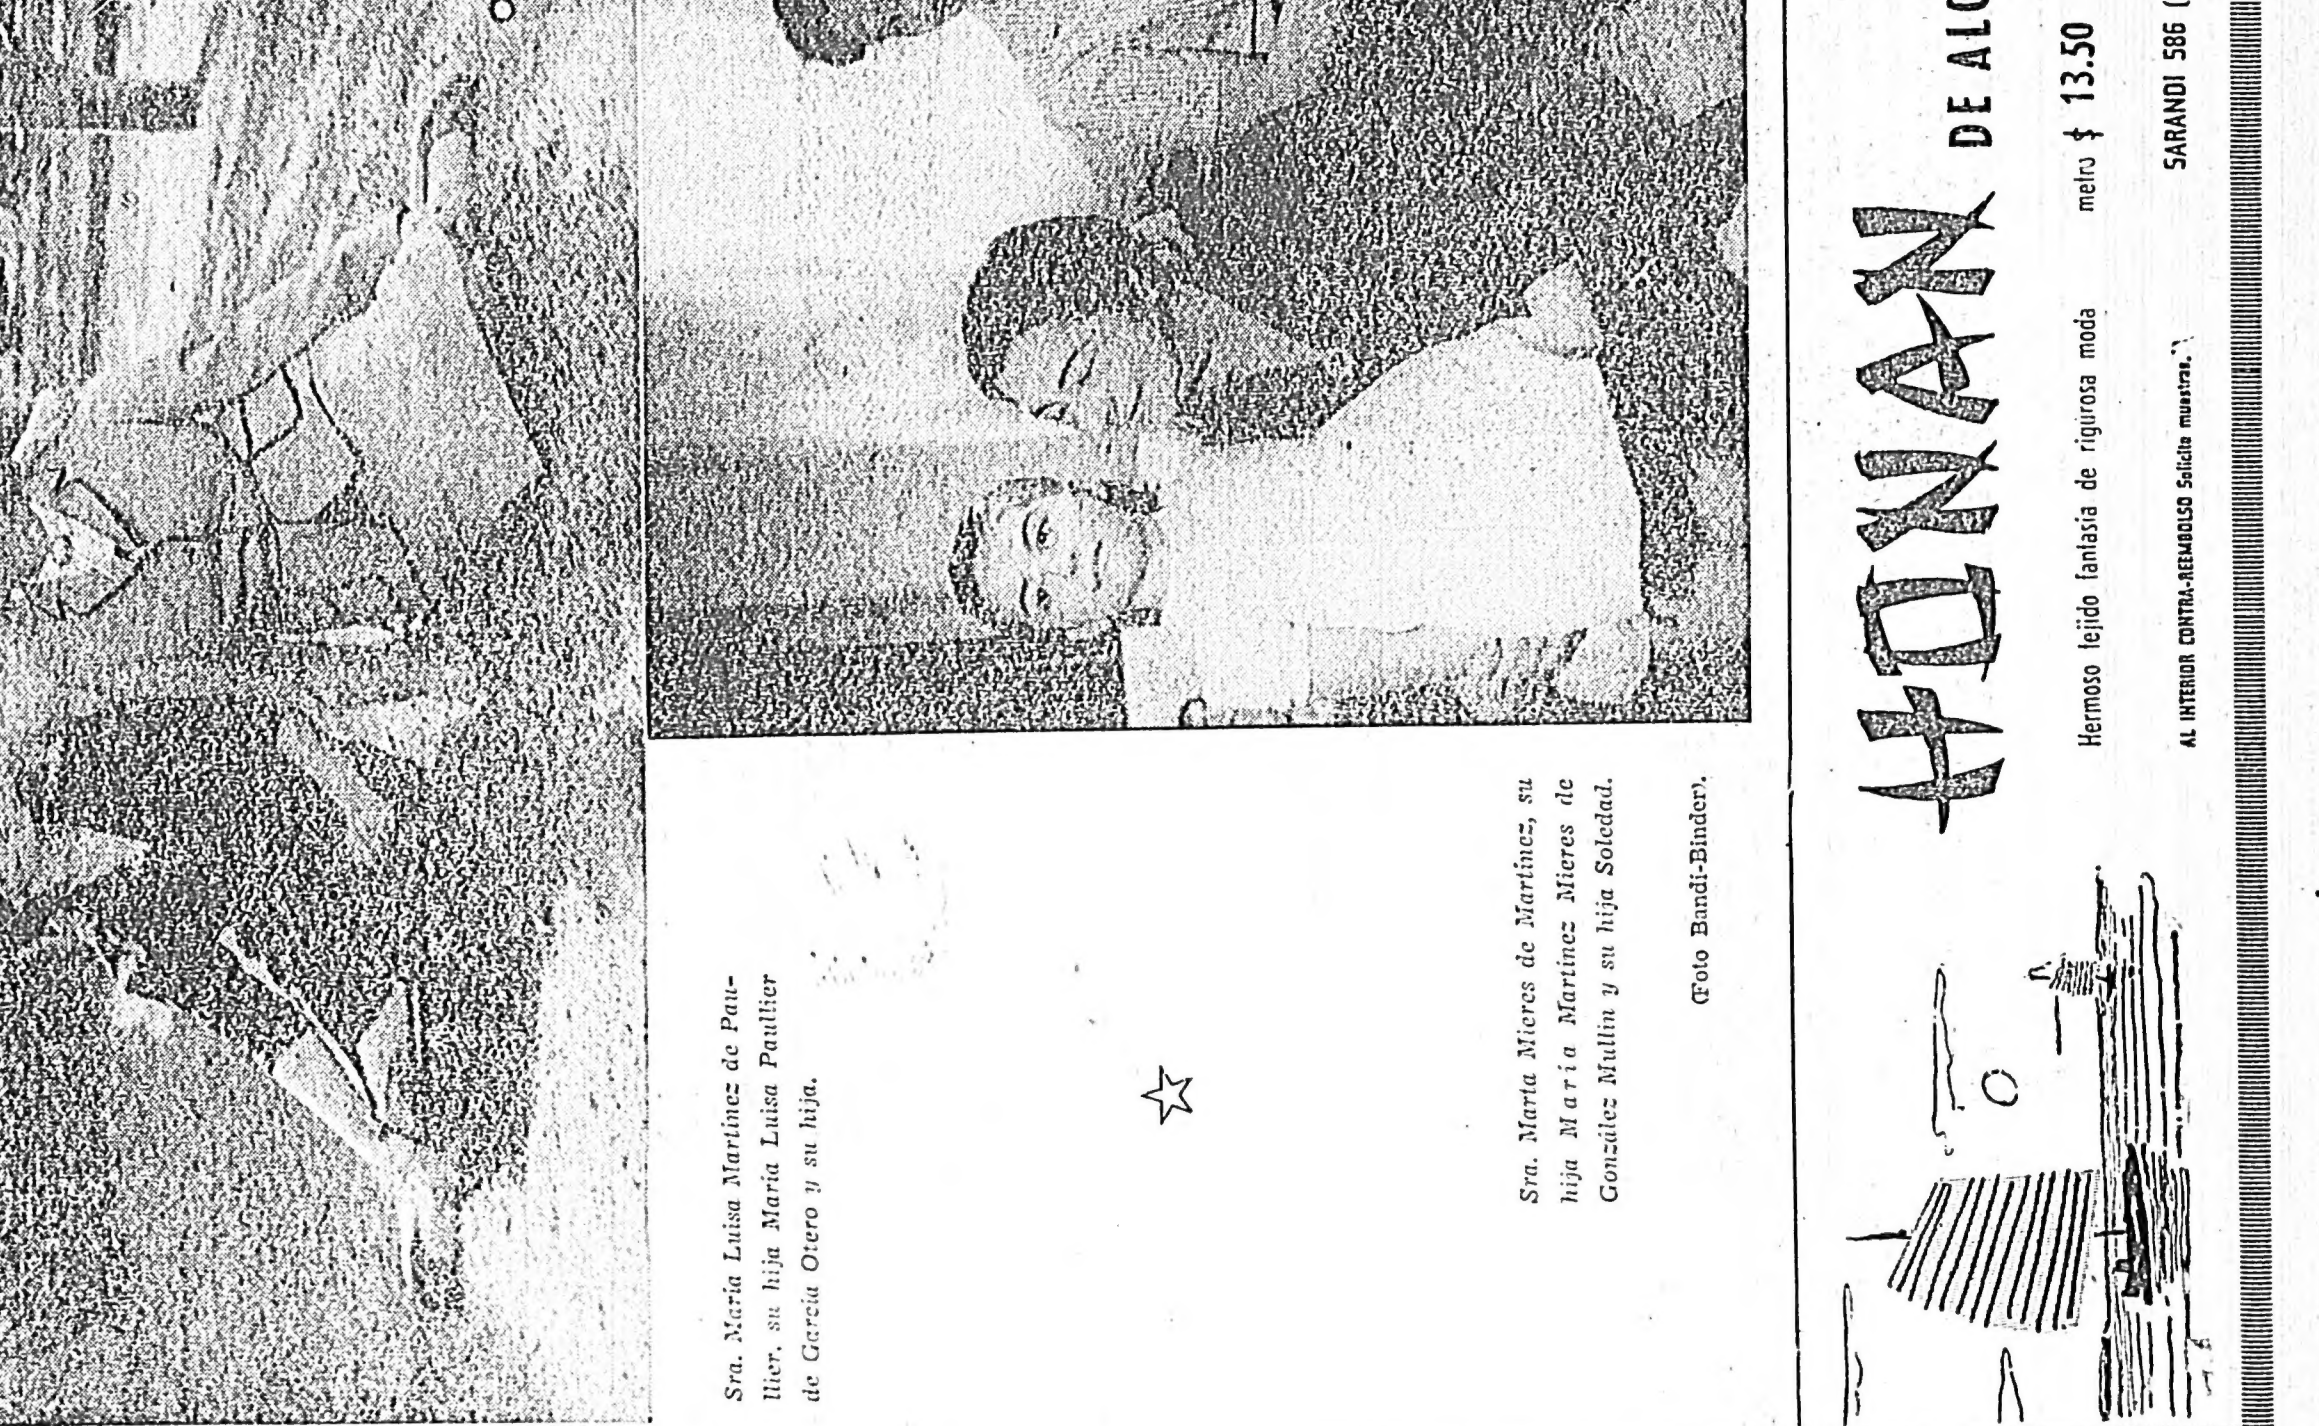 Sra. María Luisa Martínez de Pau-
llier, su hija María Luisa Paullier
de García Otero y su hija.
Sra. Marta Mieres de Martínez, su
hija María Martínez Mieres de
González Mullin y su hija Soledad.
(Foto Bandi-Binder).
HONAN DE ALG
Hermoso tejido fantasia de rigurosa moda metro $ 13.50
AL INTERIOR CONTRA-REMBOLSO Solicite muestras. SARANDI 586 (